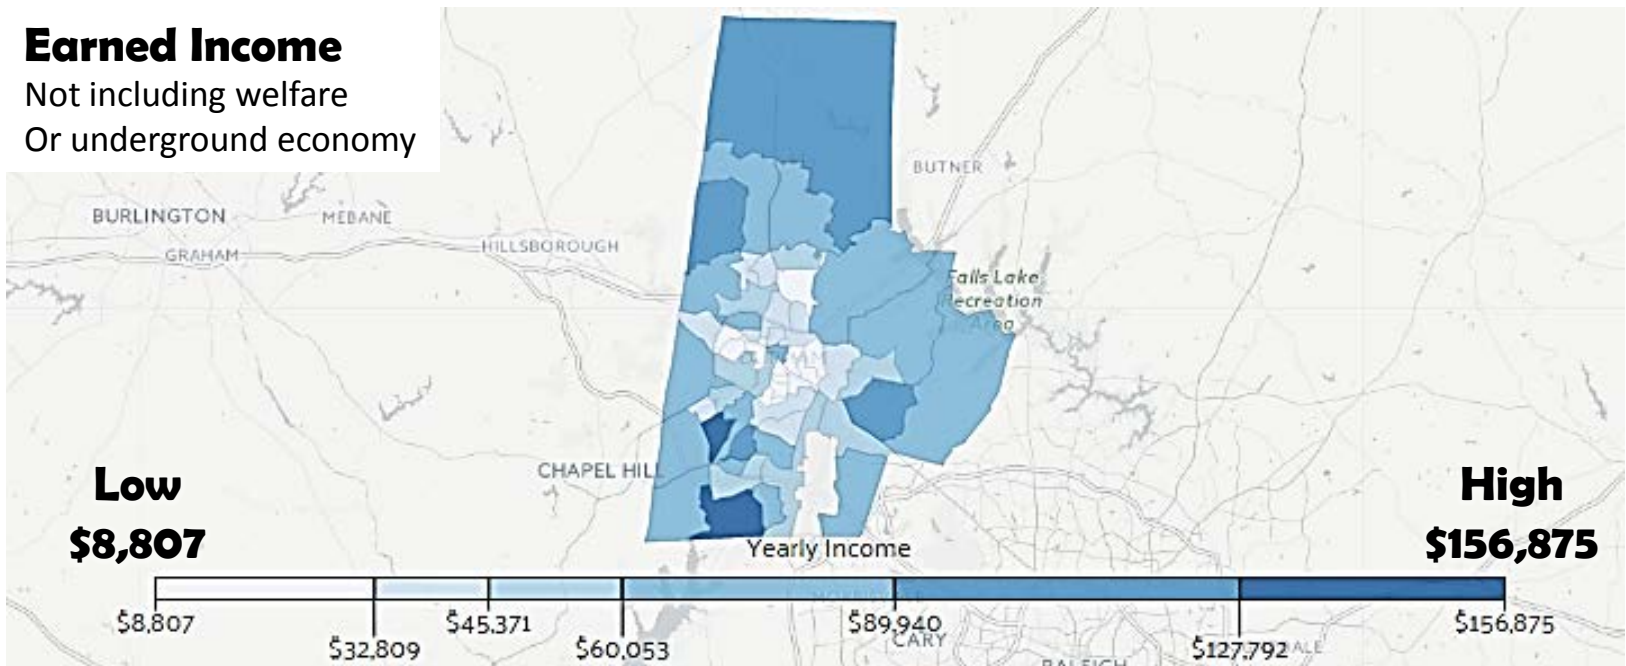 Earned Income
Not including welfare
Or underground economy
BUTNER
BURLINGTON
MEBANE
GRAHAM
HILLSBOROUGH
Falls Lake
Recreation
Area
CHAPEL HILL
Low
$8,807
High
$156,875
Yearly Income
$8,807
$32,809
$45,371
$60,053
$89,940
$127,792
$156,875
CARY
RALEIGH